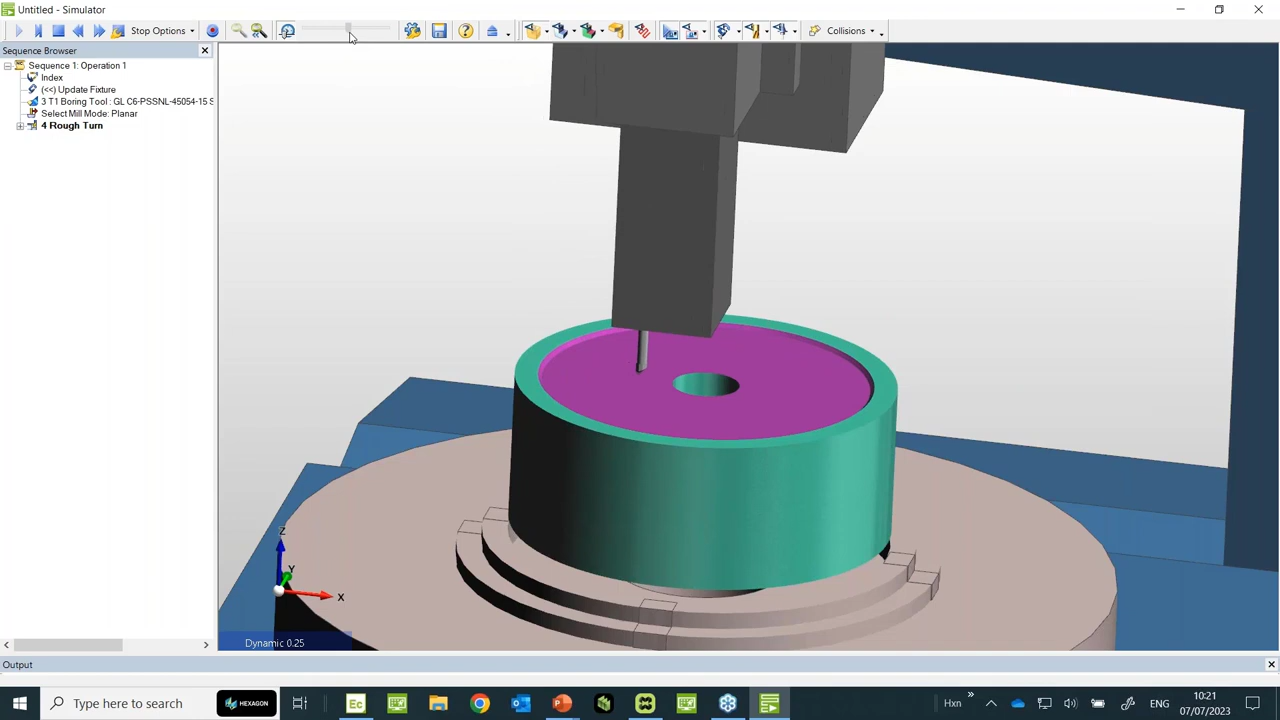 Untitled - Simulator
Stop Options
Collisions
Sequence Browser
Sequence 1: Operation 1
Index
(<<) Update Fixture
3 T1 Boring Tool : GL C6-PSSNL-45054-15 S
Select Mill Mode: Planar
4 Rough Turn
Z
Y
X
Dynamic 0.25
Output
Type here to search
HEXAGON
Ec
Hxn
ENG
10:21
07/07/2023